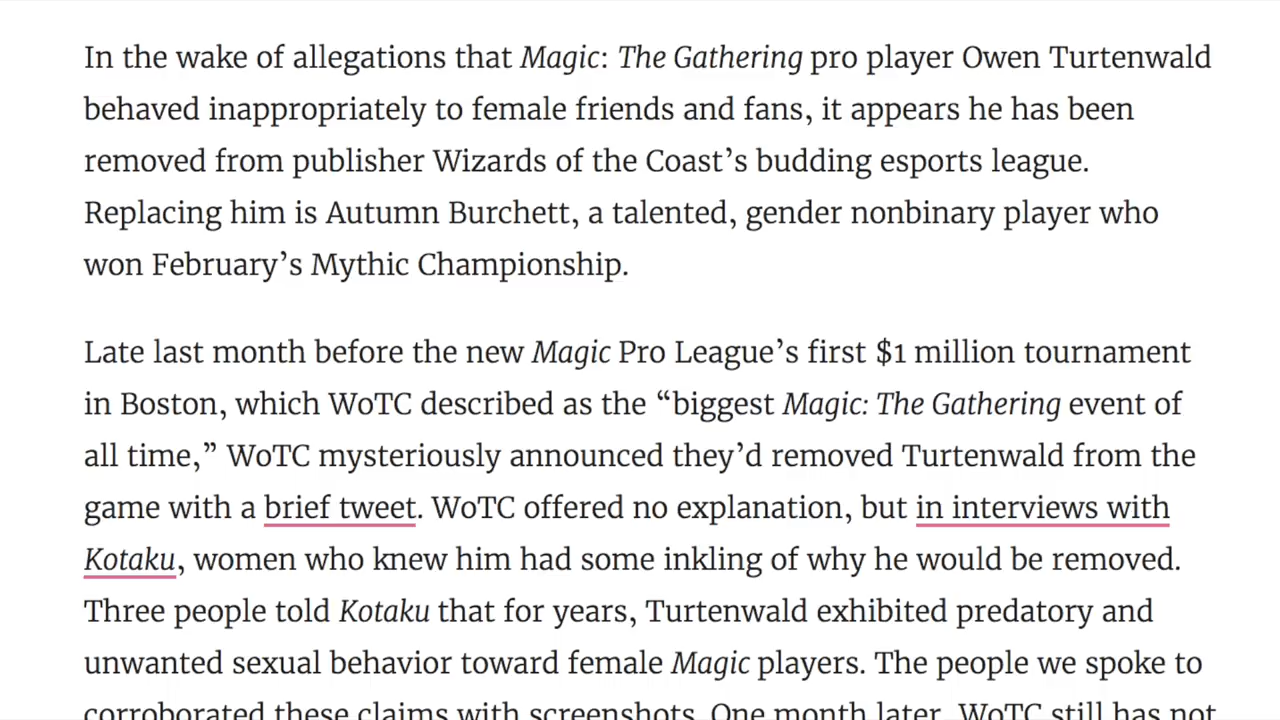 In the wake of allegations that Magic: The Gathering pro player Owen Turtenwald
behaved inappropriately to female friends and fans, it appears he has been
removed from publisher Wizards of the Coast’s budding esports league.
Replacing him is Autumn Burchett, a talented, gender nonbinary player who
won February’s Mythic Championship.
Late last month before the new Magic Pro League’s first $1 million tournament
in Boston, which WoTC described as the “biggest Magic: The Gathering event of
all time,” WoTC mysteriously announced they’d removed Turtenwald from the
game with a brief tweet. WoTC offered no explanation, but in interviews with
Kotaku, women who knew him had some inkling of why he would be removed.
Three people told Kotaku that for years, Turtenwald exhibited predatory and
unwanted sexual behavior toward female Magic players. The people we spoke to
corroborated these claims with screenshots. One month later, WoTC still has not